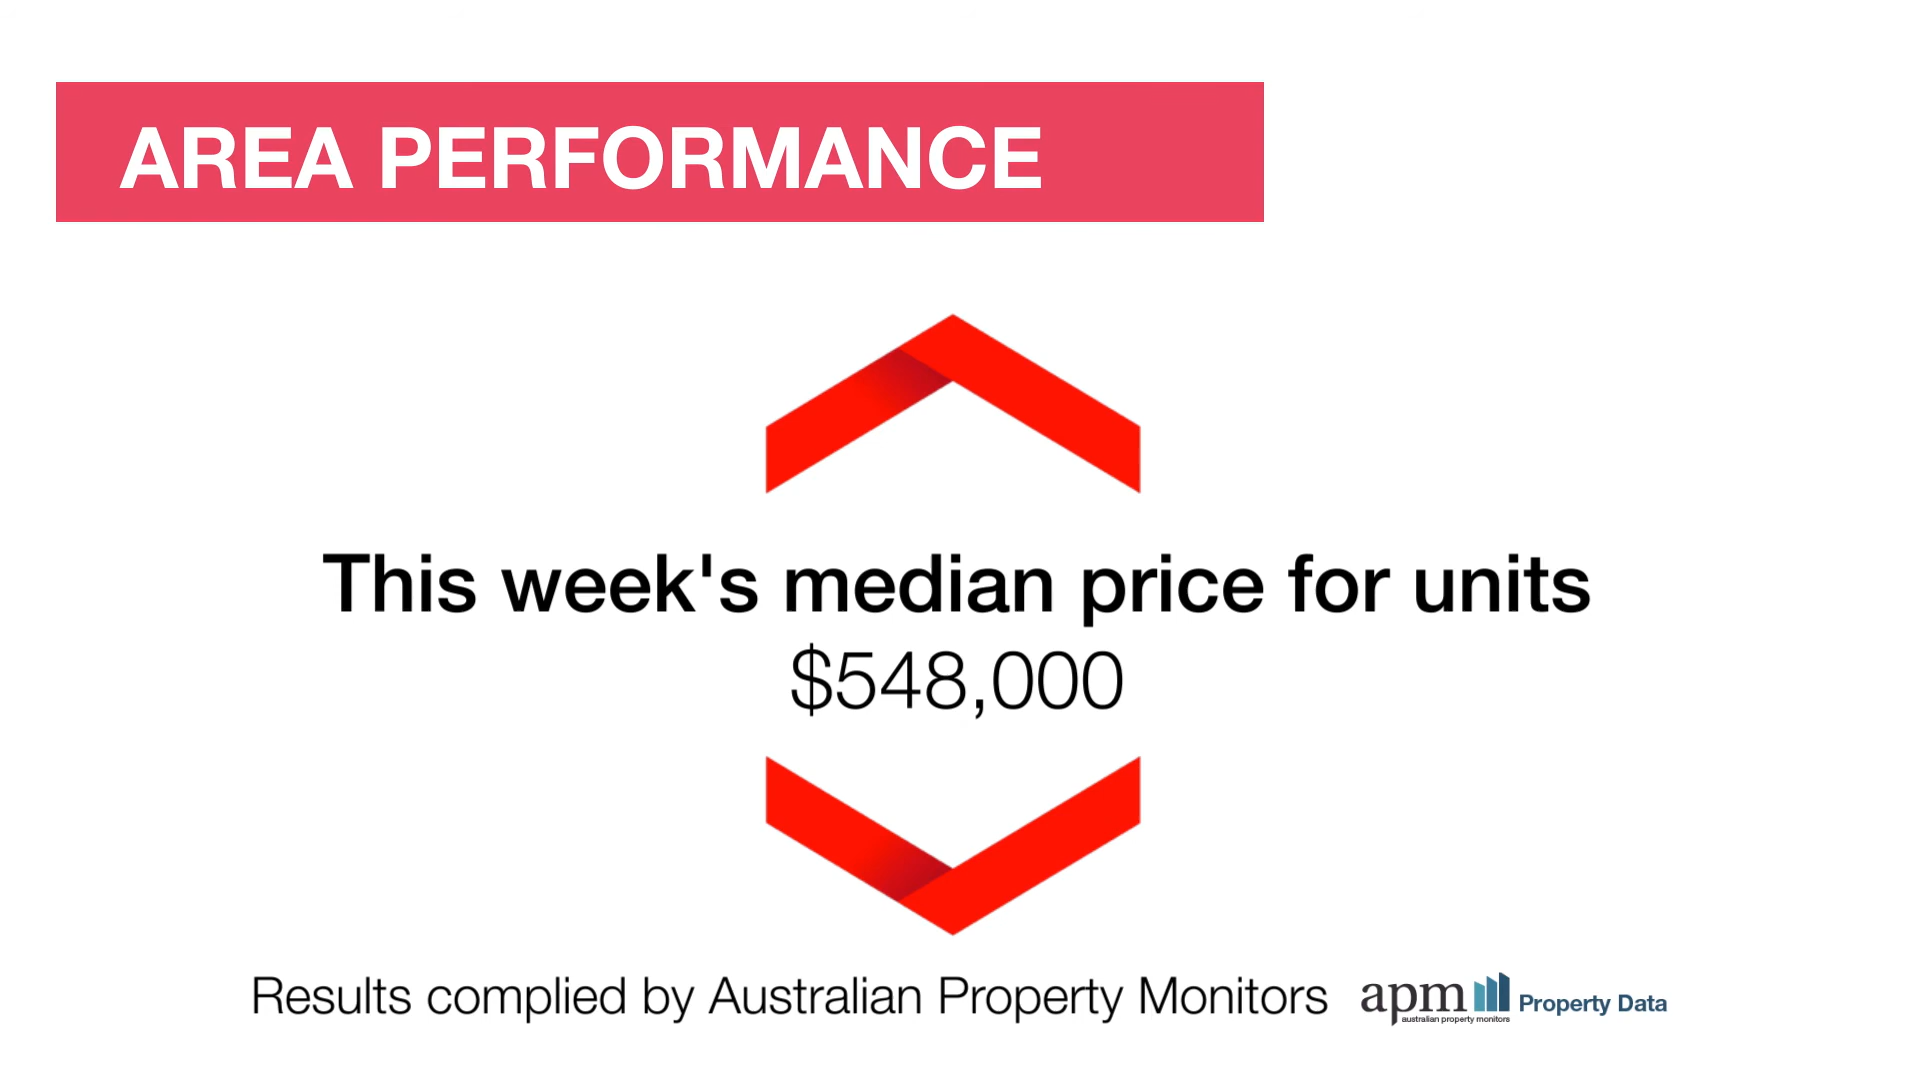 AREA PERFORMANCE
This week's median price for units
$548,000
Results complied by Australian Property Monitors
apm
australian property monitors
Property Data